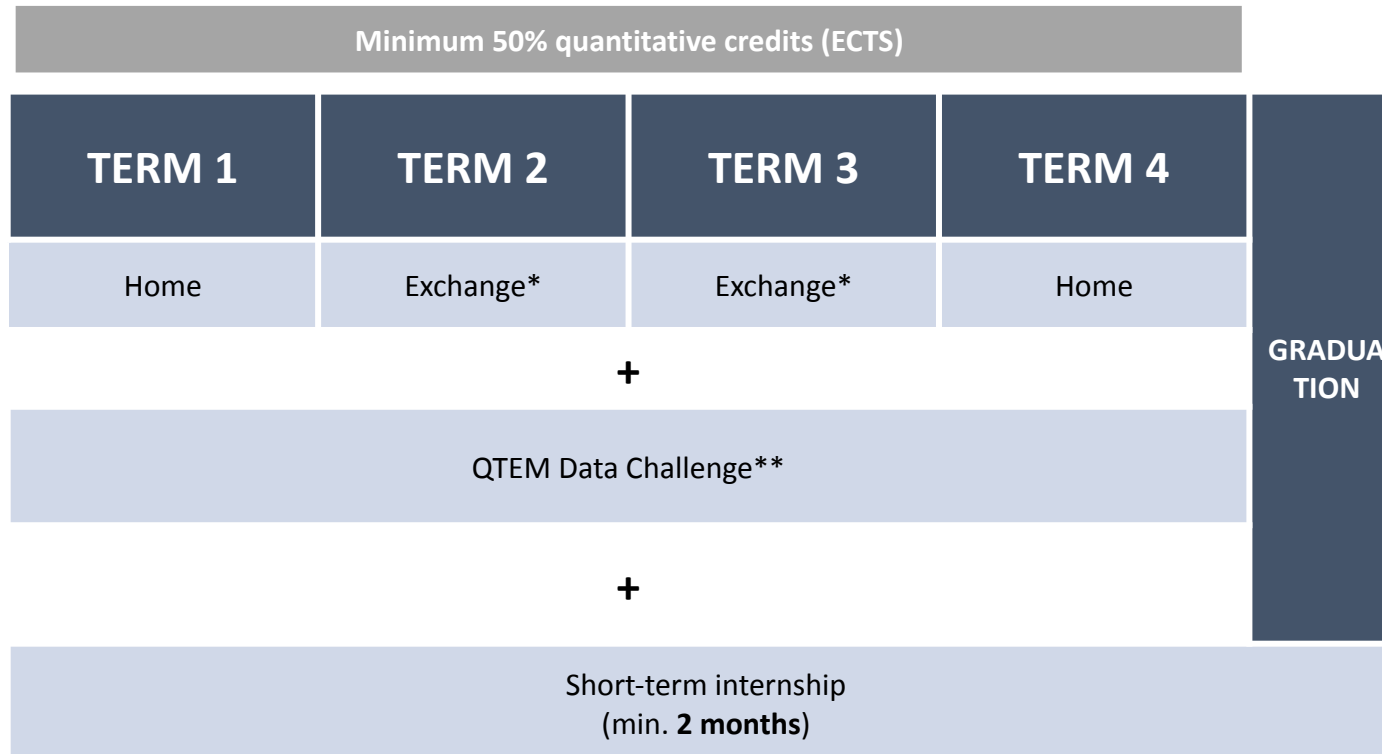 Minimum 50% quantitative credits (ECTS)
TERM 1
TERM 2
TERM 3
TERM 4
Home
Exchange*
Exchange*
Home
GRADUA
TION
+
QTEM Data Challenge**
+
Short-term internship
(min. 2 months)